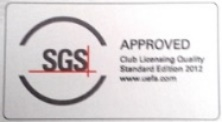 SGS
APPROVED
Club Licensing Quality
Standard Edition 2012
www.uefa.com